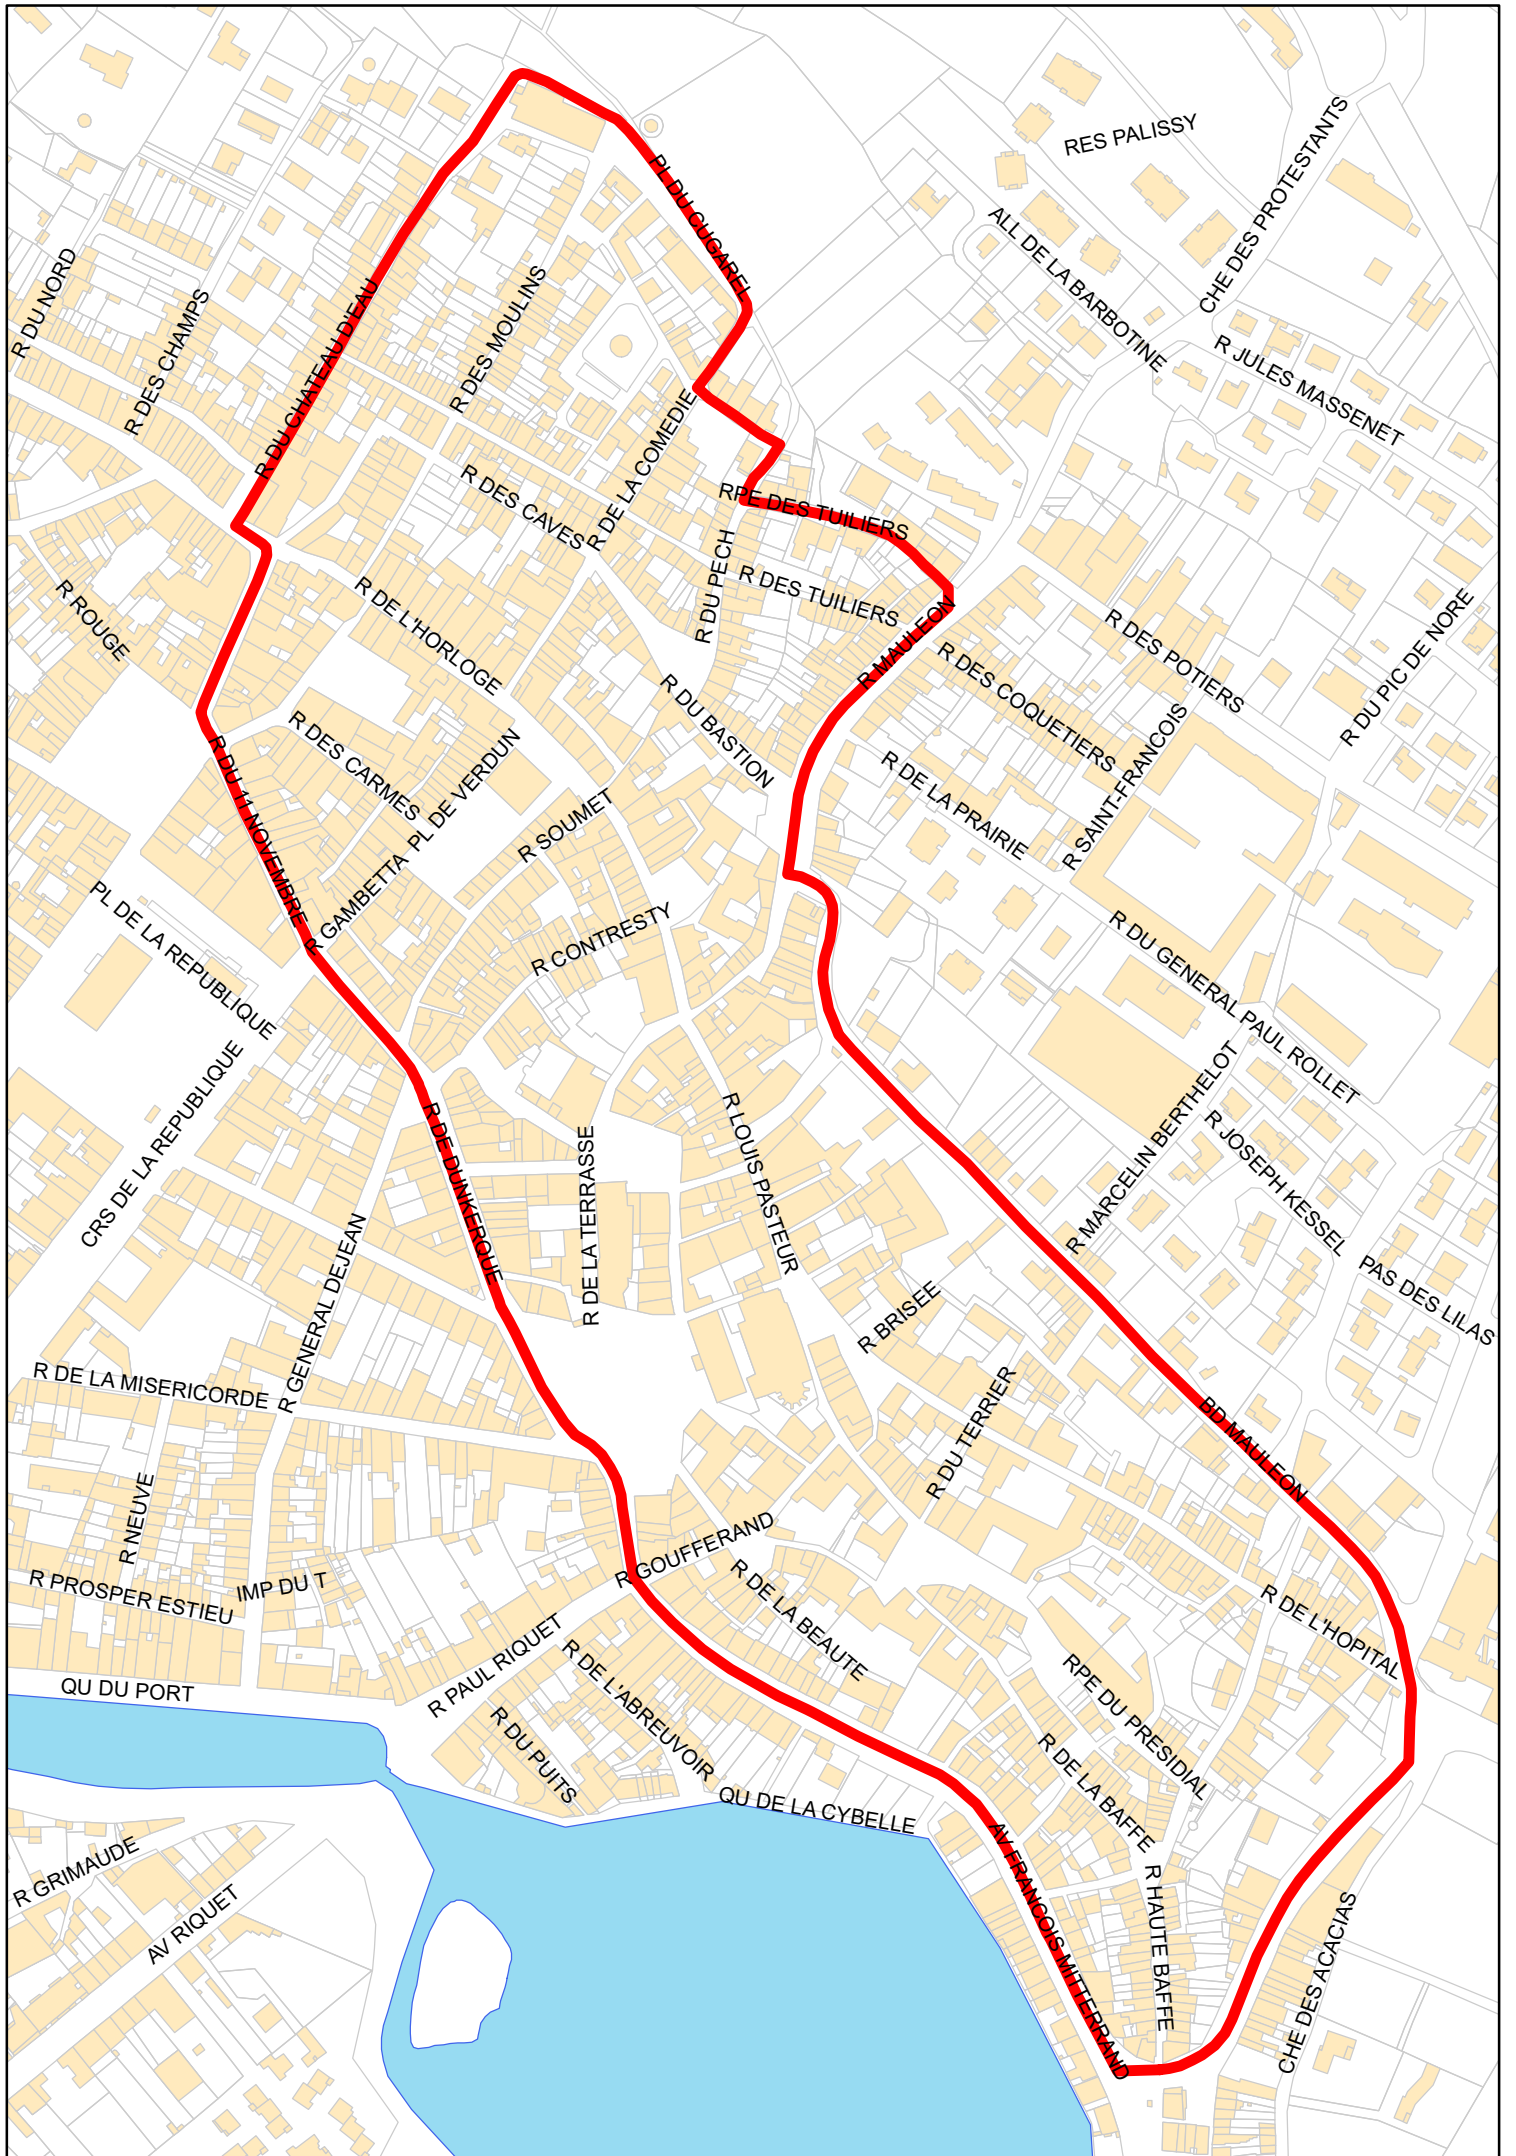 RES PALISSY
CHE DES PROTESTANTS
PL DU CUGAREL
ALL DE LA BARBOTINE
R DU NORD
R DES CHAMPS
R DU CHATEAU D'EAU
R DES MOULINS
R JULES MASSENET
R DE LA COMEDIE
R DES CAVES
RPE DES TUILIERS
R DU PECH
R DES TUILIERS
R ROUGE
R DE L'HORLOGE
R MAULEON
R DES COQUETIERS
R DES POTIERS
R DU PIC DE NORE
R DU BASTION
R SAINT-FRANCOIS
R DES CARMES
PL DE VERDUN
R DU 11 NOVEMBRE
R SOUMET
R DE LA PRAIRIE
R GAMBETTA
PL DE LA REPUBLIQUE
R CONTRESTY
R DU GENERAL PAUL ROLLET
CRS DE LA REPUBLIQUE
R MARCELIN BERTHELOT
R JOSEPH KESSEL
R DE DUNKERQUE
R DE LA TERRASSE
R LOUIS PASTEUR
R GENERAL DEJEAN
PAS DES LILAS
R BRISEE
R DE LA MISERICORDE
R DU TERRIER
BD MAULEON
R NEUVE
R GOUFFERAND
R PROSPER ESTIEU
IMP DU T
R DE LA BEAUTE
R DE L'HOPITAL
R PAUL RIQUET
R DE L'ABREUVOIR
RPE DU PRESIDIAL
QU DU PORT
R DU PUITS
R DE LA BAFFE
QU DE LA CYBELLE
R GRIMAUDE
AV RIQUET
AV FRANCOIS MITTERRAND
R HAUTE BAFFE
CHE DES ACACIAS